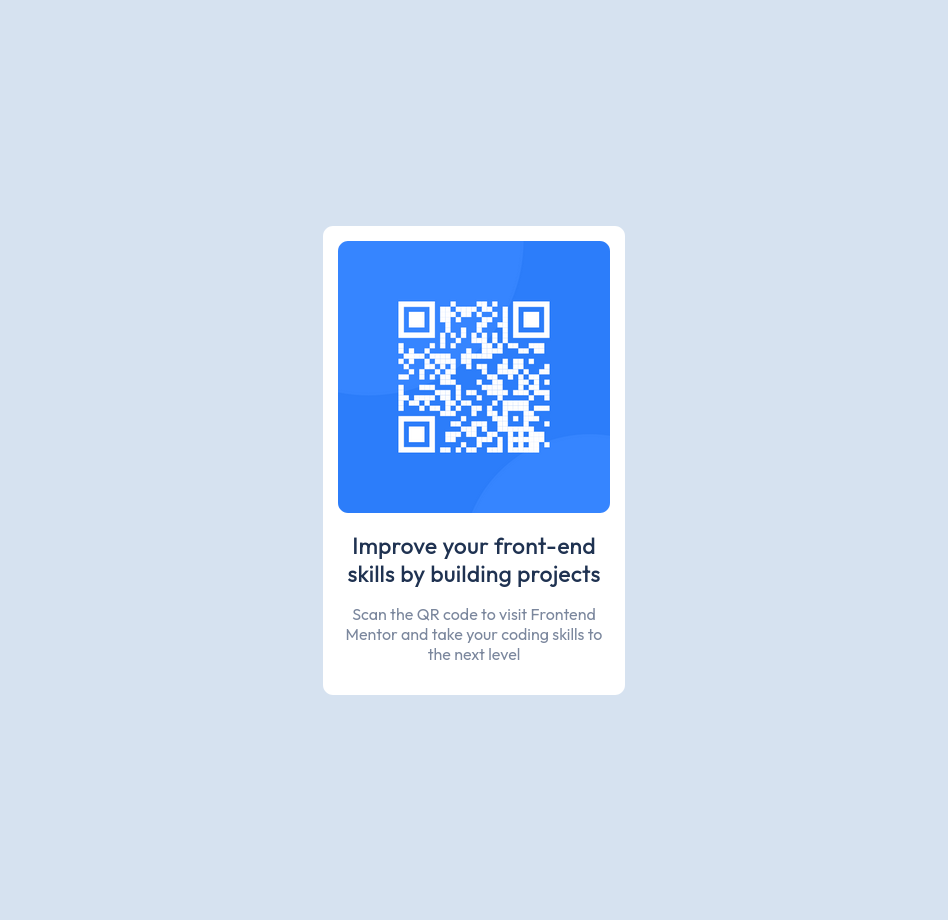 Improve your front-end
skills by building projects
Scan the QR code to visit Frontend
Mentor and take your coding skills to
the next level